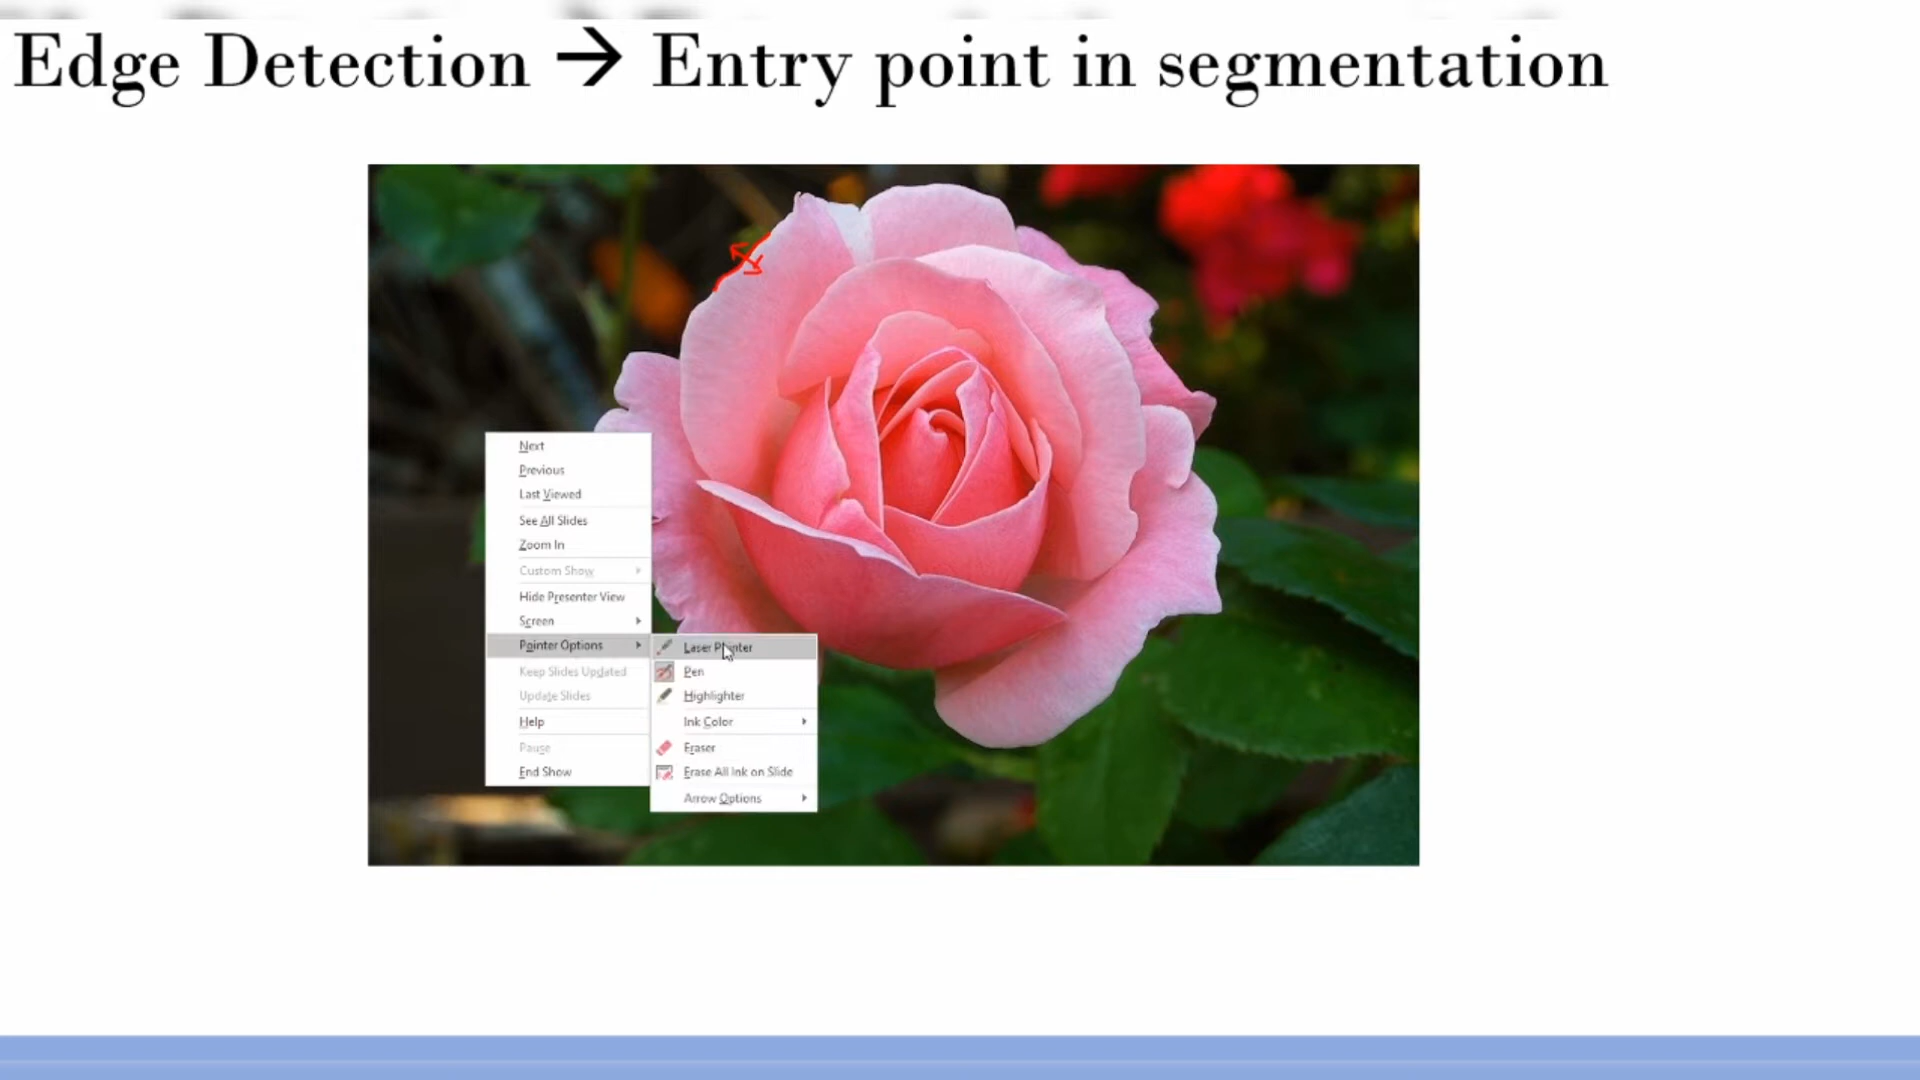 Edge Detection → Entry point in segmentation
Next
Previous
Last Viewed
See All Slides
Zoom In
Custom Show
Hide Presenter View
Screen
Pointer Options
Keep Slides Updated
Update Slides
Help
Pause
End Show
Laser Pointer
Pen
Highlighter
Ink Color
Eraser
Erase All Ink on Slide
Arrow Options